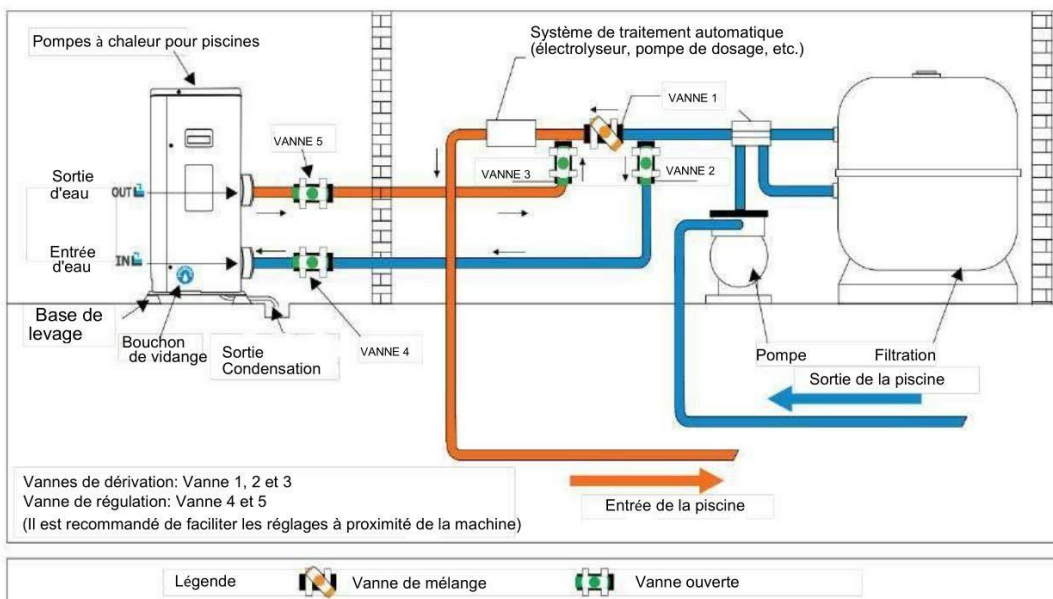 Pompes à chaleur pour piscines
Système de traitement automatique
(électrolyseur, pompe de dosage, etc.)
VANNE 1
VANNE 5
VANNE 3
VANNE 2
Sortie
d'eau
OUT
Entrée
d'eau
IN
Base de
levage
Bouchon
de vidange
Sortie
Condensation
VANNE 4
Pompe
Filtration
Sortie de la piscine
Entrée de la piscine
Vannes de dérivation: Vanne 1, 2 et 3
Vanne de régulation: Vanne 4 et 5
(Il est recommandé de faciliter les réglages à proximité de la machine)
Légende
Vanne de mélange
Vanne ouverte